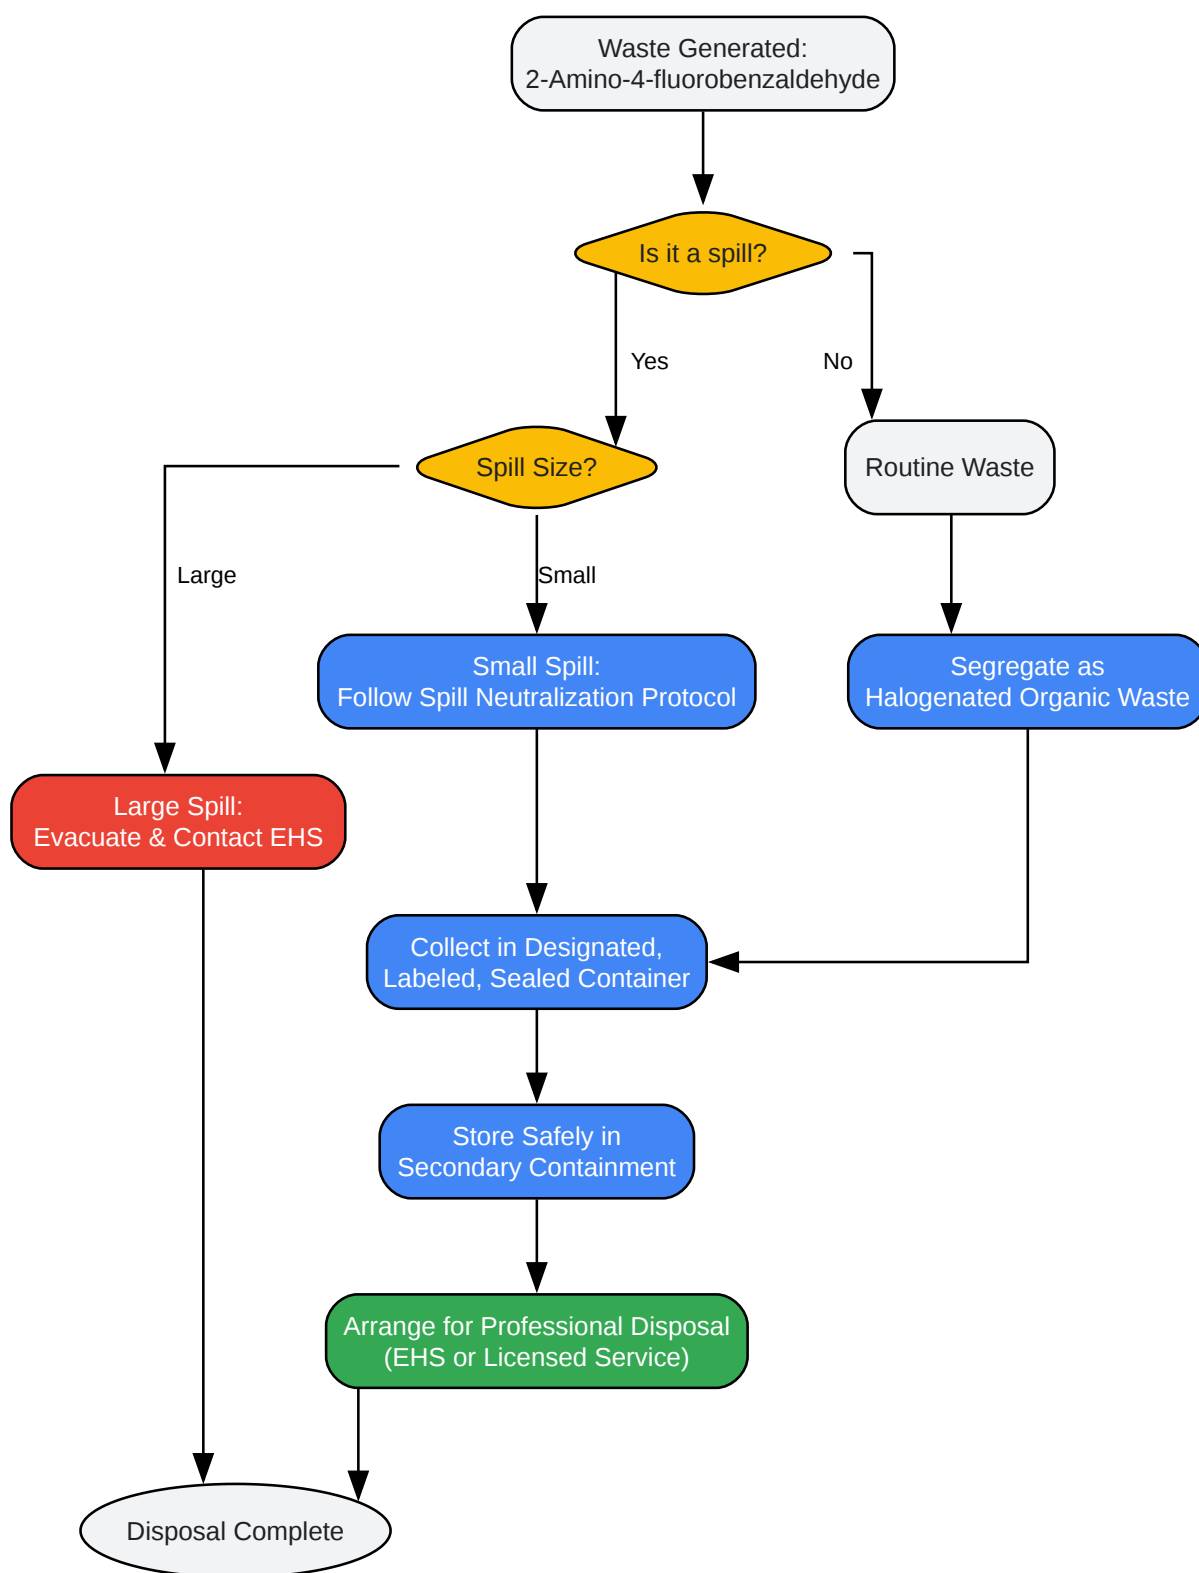 Waste Generated:
2-Amino-4-fluorobenzaldehyde
Is it a spill?
Yes
No
Spill Size?
Routine Waste
Large
Small
Small Spill:
Follow Spill Neutralization Protocol
Segregate as
Halogenated Organic Waste
Large Spill:
Evacuate & Contact EHS
Collect in Designated,
Labeled, Sealed Container
Store Safely in
Secondary Containment
Arrange for Professional Disposal
(EHS or Licensed Service)
Disposal Complete